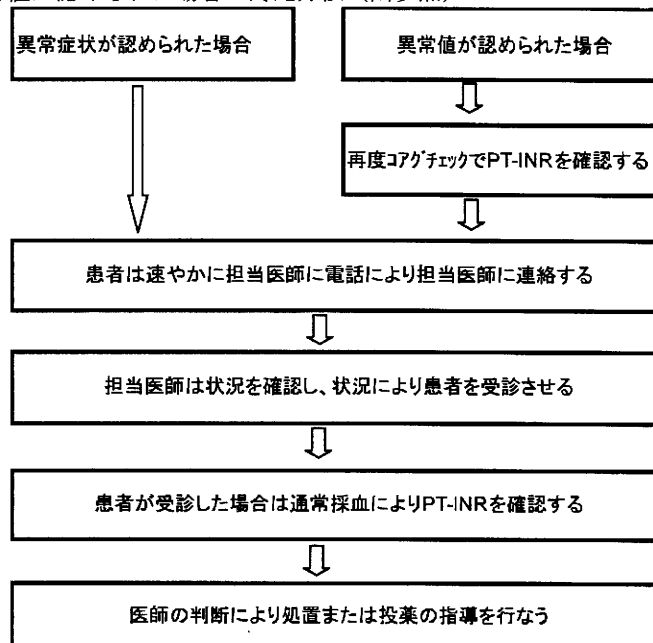 異常症状が認められた場合
異常値が認められた場合
再度コアグチェックでPT-INRを確認する
患者は速やかに担当医師に電話により担当医師に連絡する
担当医師は状況を確認し、状況により患者を受診させる
患者が受診した場合は通常採血によりPT-INRを確認する
医師の判断により処置または投薬の指導を行なう